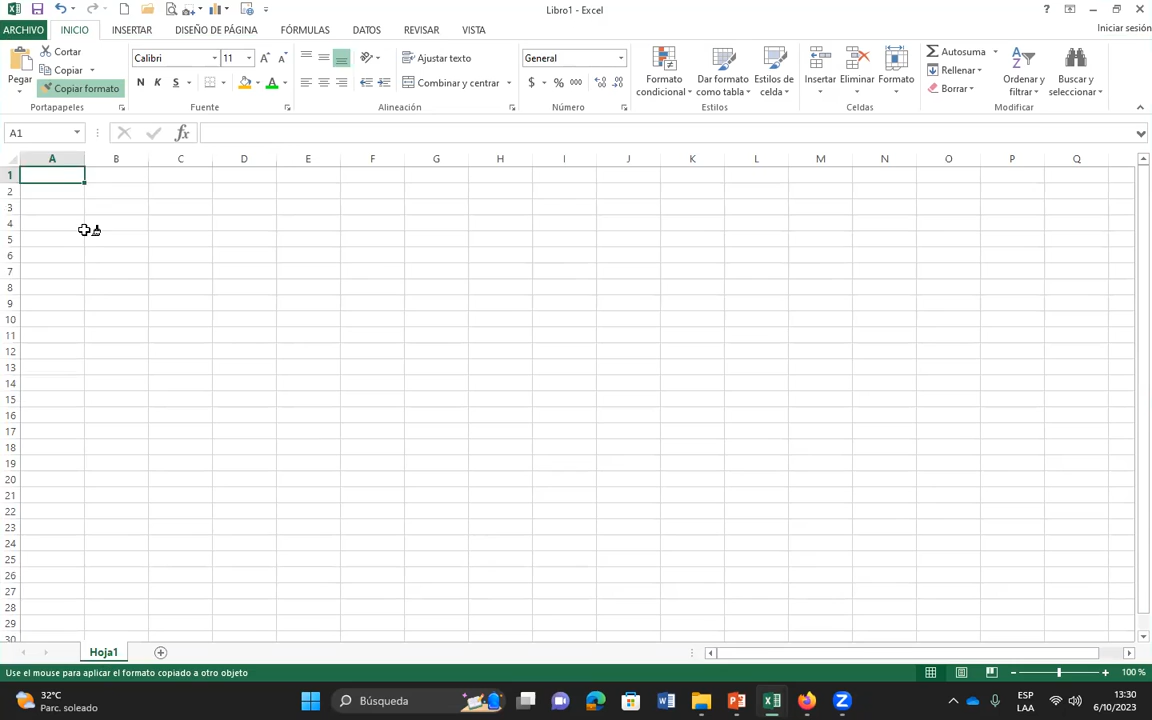 Libro1 - Excel
ARCHIVO INICIO INSERTAR DISEÑO DE PÁGINA FÓRMULAS DATOS REVISAR VISTA Iniciar sesión
Pegar
Cortar
Copiar
Copiar formato
Portapapeles
Calibri 11
N K S
Fuente
Ajustar texto
Combinar y centrar
Alineación
General
$ % 000
Número
Formato condicional
Dar formato como tabla
Estilos de celda
Estilos
Insertar Eliminar Formato
Celdas
Autosuma
Rellenar
Borrar
Ordenar y filtrar
Buscar y seleccionar
Modificar
A1 fx
A B C D E F G H I J K L M N O P Q
1
2
3
4
5
6
7
8
9
10
11
12
13
14
15
16
17
18
19
20
21
22
23
24
25
26
27
28
29
30
Hoja1
Use el mouse para aplicar el formato copiado a otro objeto 100 %
32°C
Parc. soleado
Búsqueda
ESP
LAA
13:30
6/10/2023